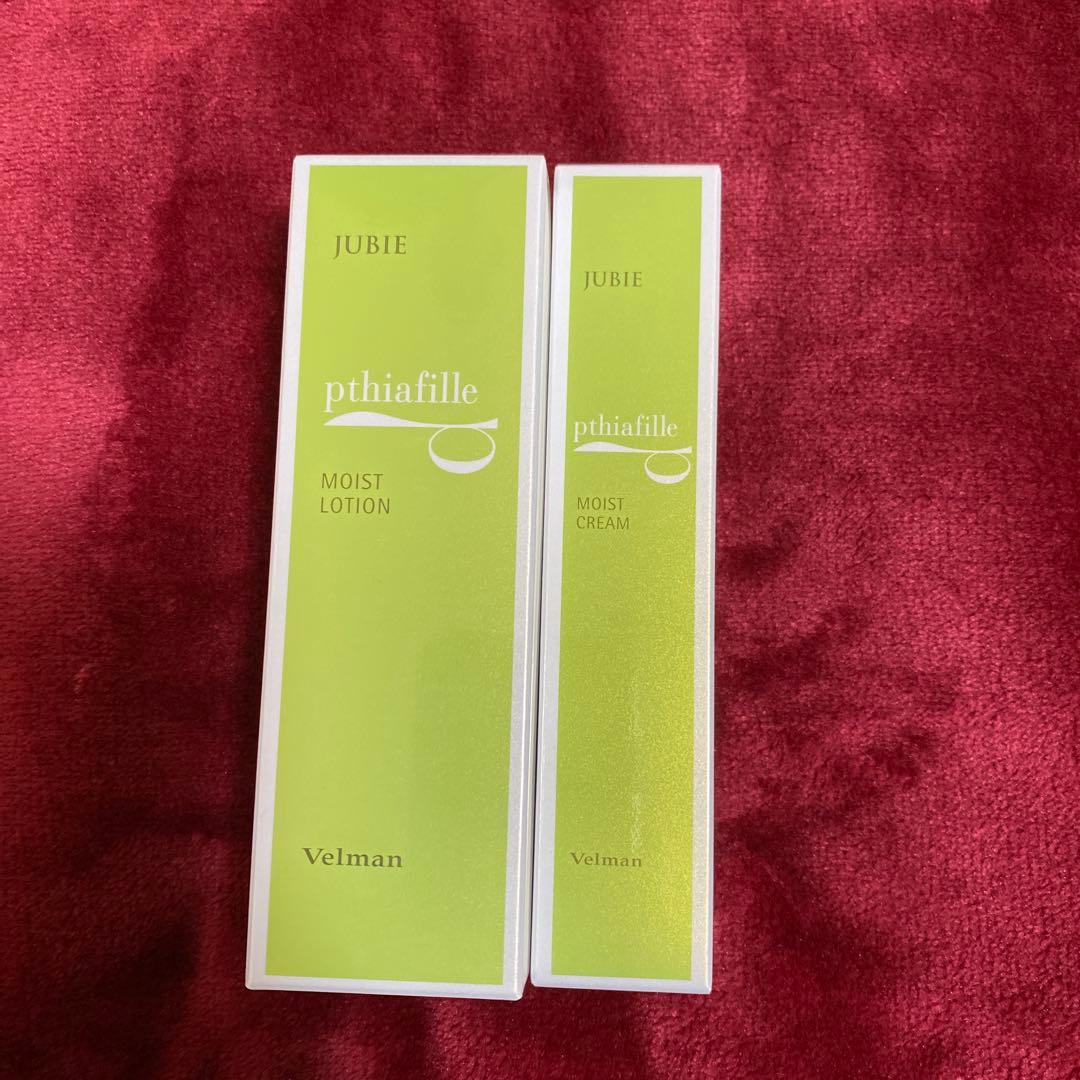 JUBIE
pthiafille
MOIST
LOTION
Velman
JUBIE
pthiafille
MOIST
CREAM
Velman